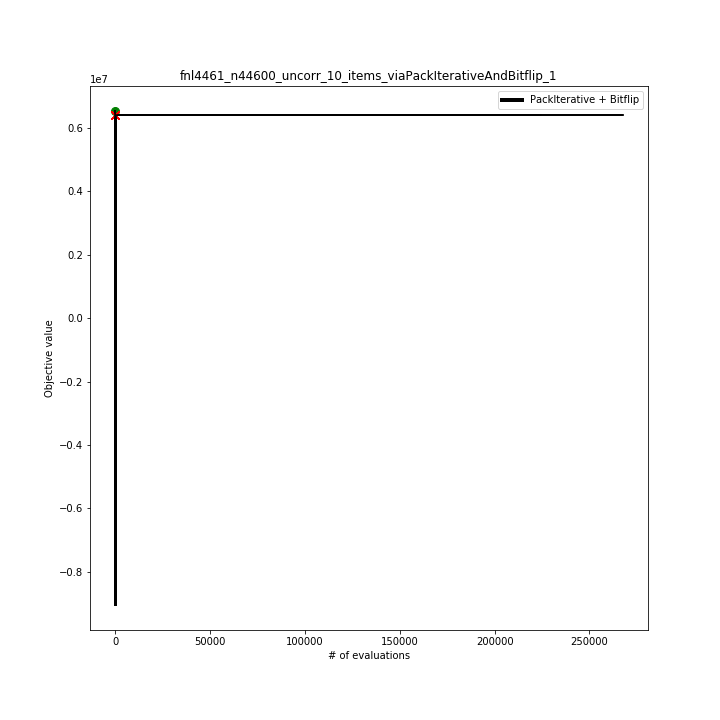 fnl4461_n44600_uncorr_10_items_viaPackIterativeAndBitflip_1
1e7
PackIterative + Bitflip
0.6
0.4
0.2
0.0
−0.2
−0.4
−0.6
−0.8
Objective value
0 50000 100000 150000 200000 250000
# of evaluations